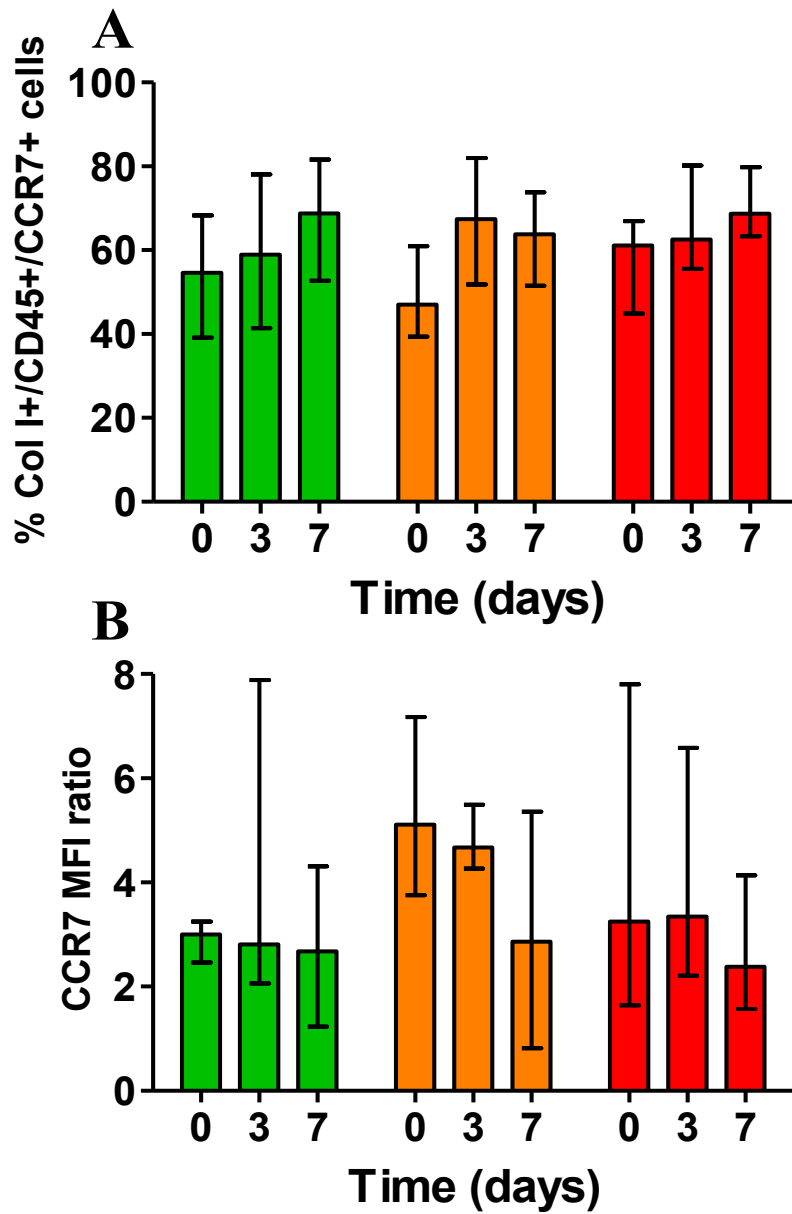 A
% Col I+/CD45+/CCR7+ cells
100
80
60
40
20
0
0 3 7 0 3 7 0 3 7
Time (days)
B
CCR7 MFI ratio
8
6
4
2
0
0 3 7 0 3 7 0 3 7
Time (days)